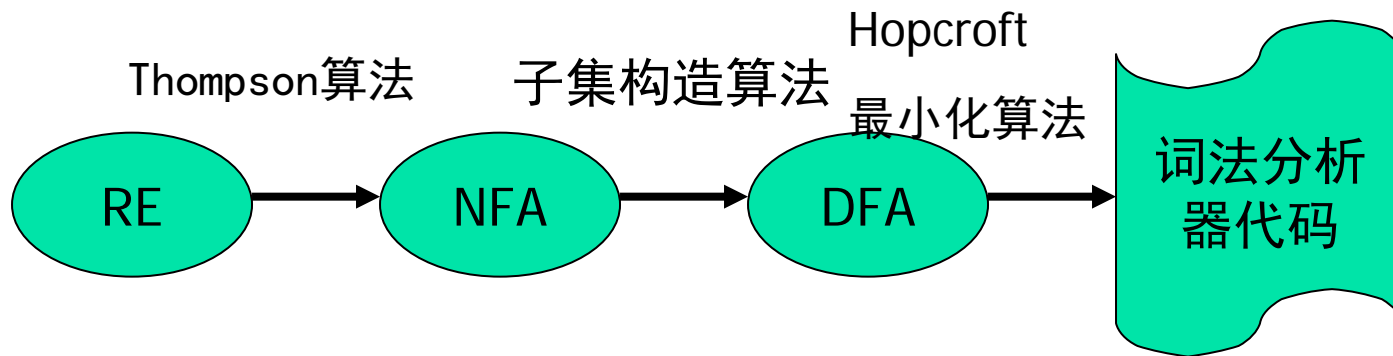 Hopcroft
Thompson算法
子集构造算法
最小化算法
RE
NFA
DFA
词法分析
器代码